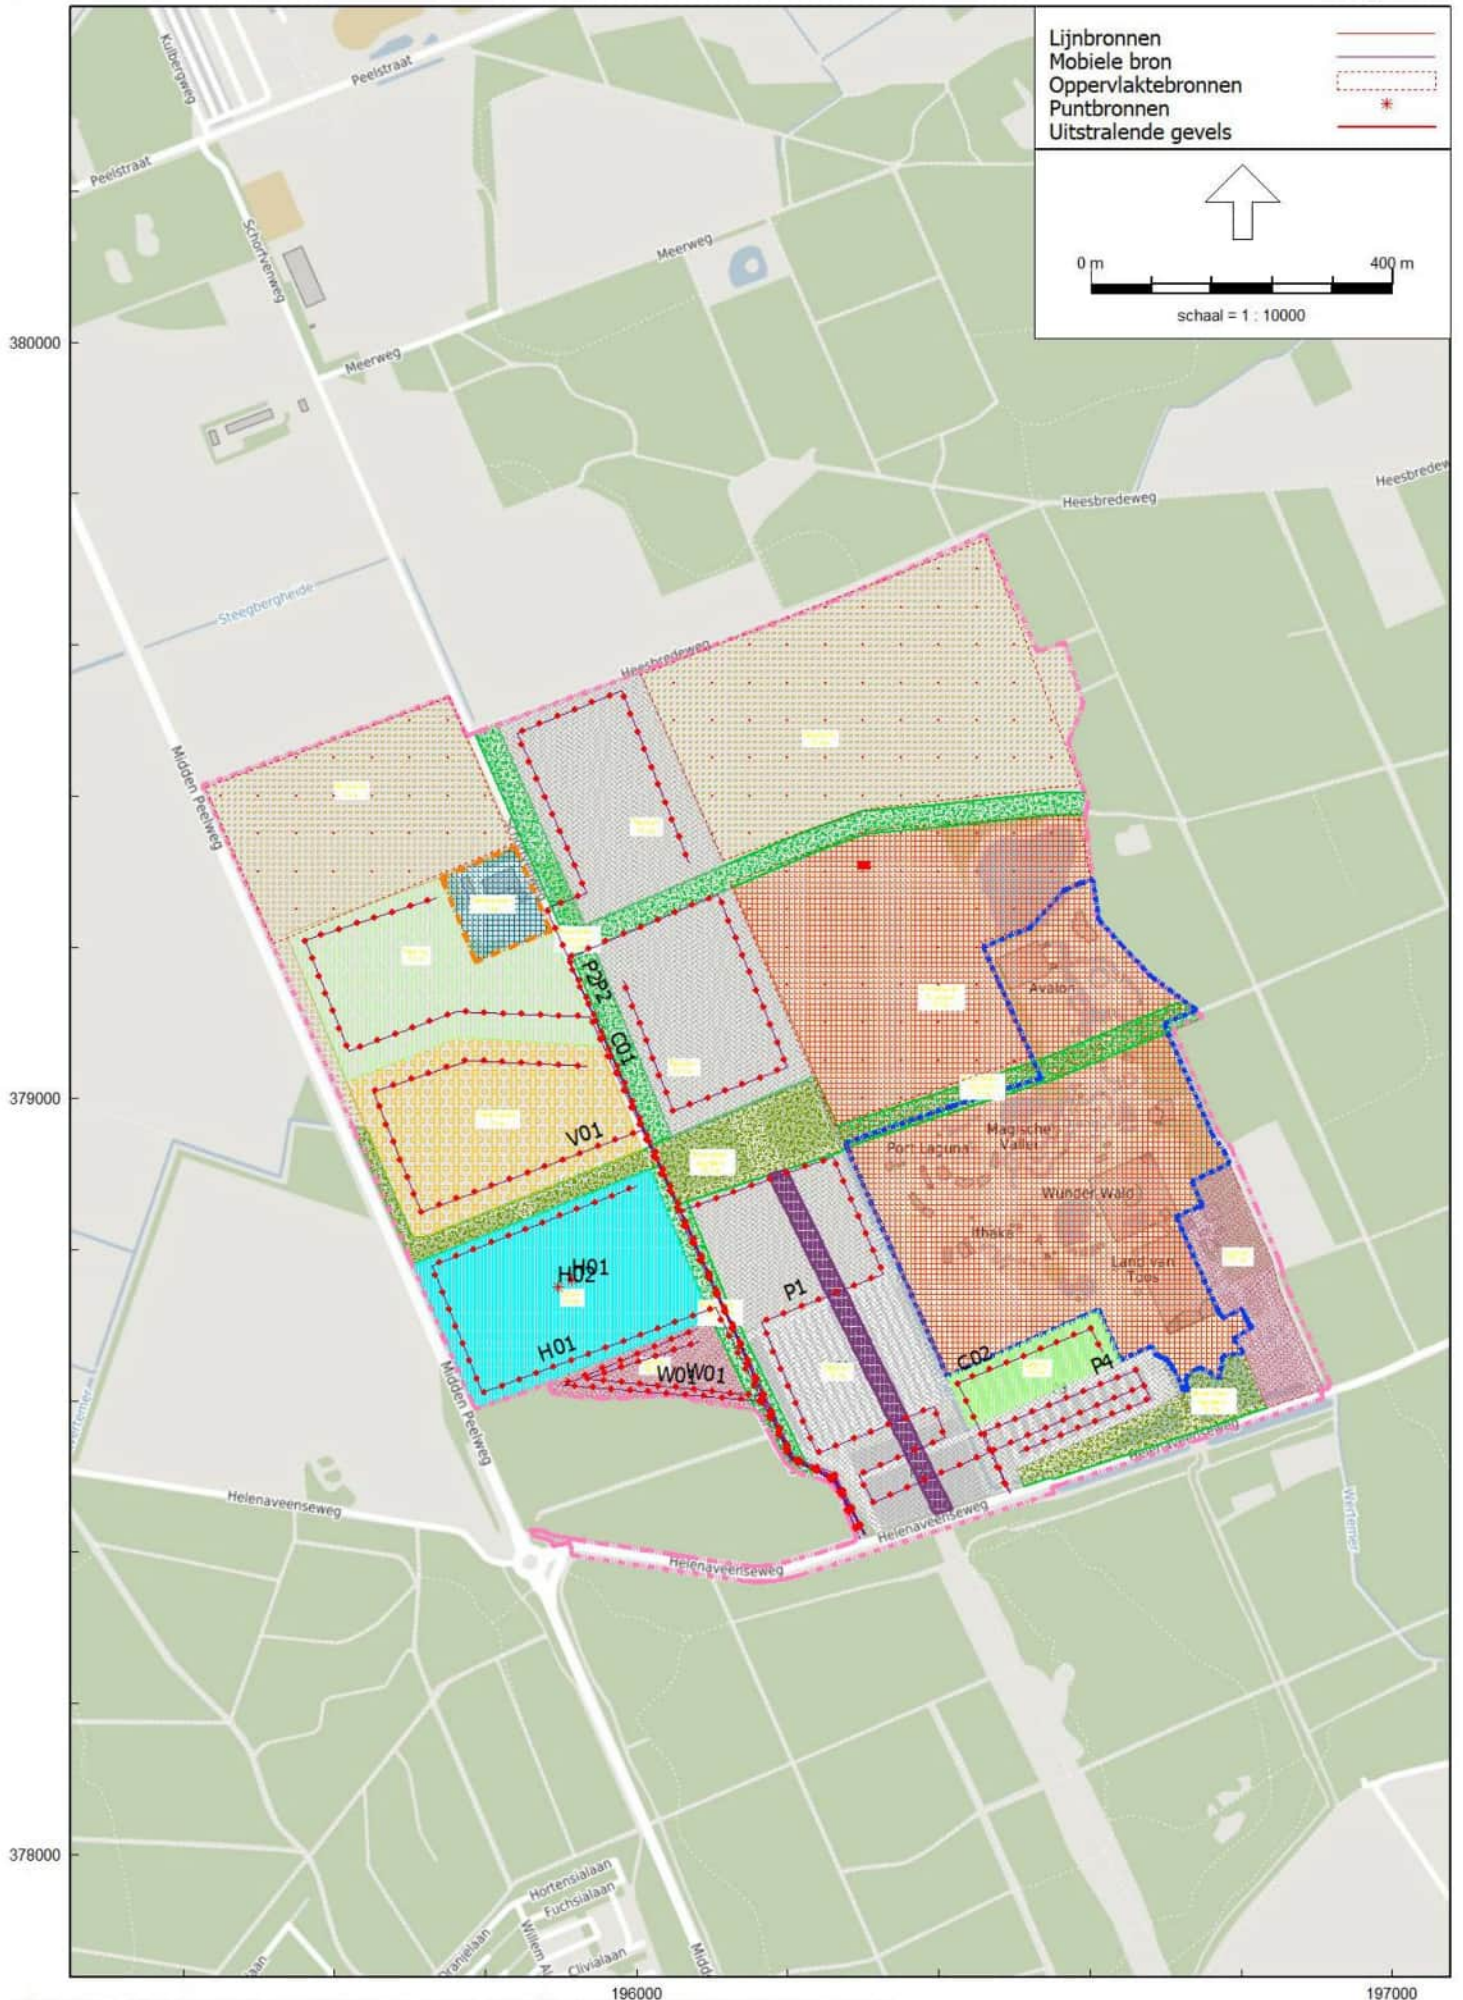 Lijnbronnen
Mobiele bron
Oppervlaktebronnen
Puntbronnen
Uitstralende gevels
0 m
400 m
schaal = 1 : 10000
Kulbergweg
Peelstraat
Peelstraat
Schorfvenweg
Meerweg
Meerweg
380000
Heesbredeweg
Steegbergheide
Heesbredeweg
Midden Peelweg
P2
P2
C01
Avalon
379000
V01
Magische
Vallei
Port Laguna
Wunder Wald
Ithaka
Land van
Toos
H01
H02
P1
H01
C02
P4
W01
W01
Midden Peelweg
Helenaveenseweg
Helenaveenseweg
Helenaveenseweg
Wertemer
378000
Hortensialaan
Fuchsialaan
Clivialaan
196000
197000